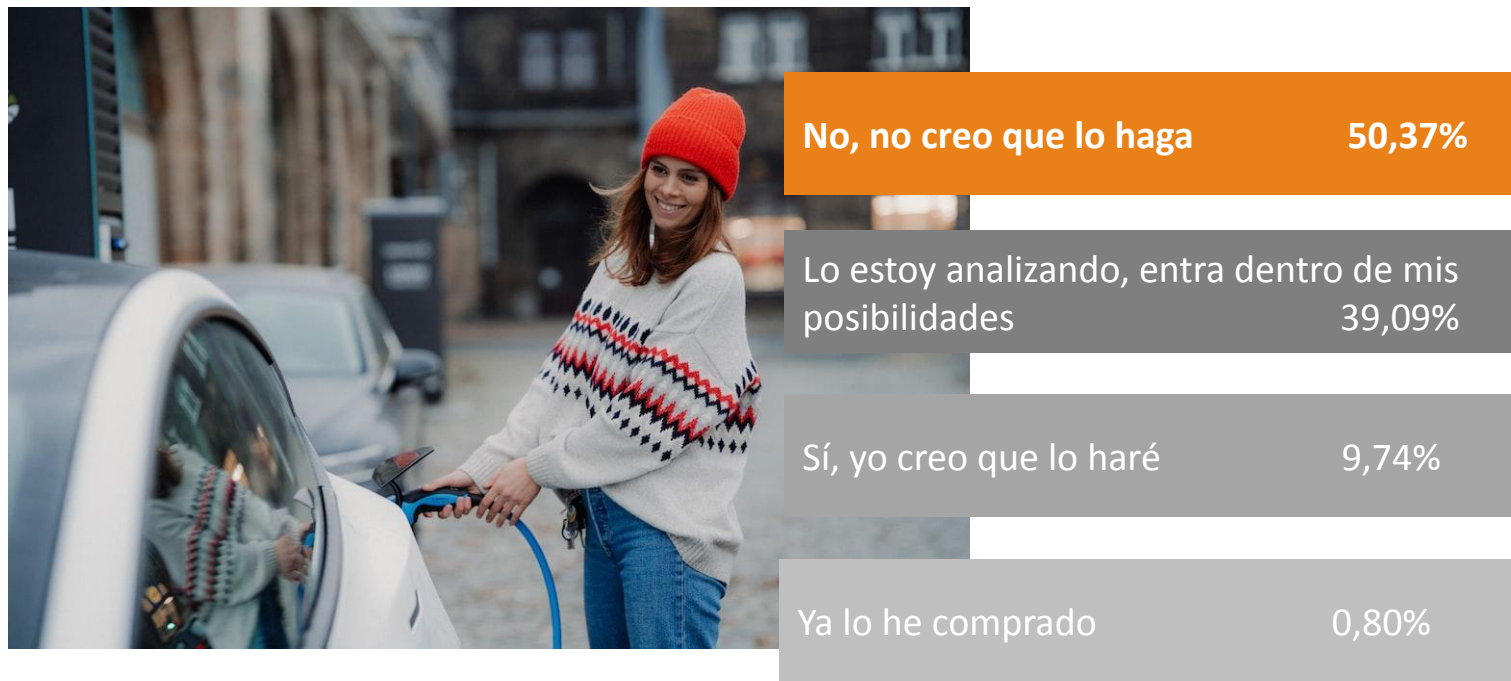 No, no creo que lo haga 50,37%
Lo estoy analizando, entra dentro de mis
posibilidades 39,09%
Sí, yo creo que lo haré 9,74%
Ya lo he comprado 0,80%